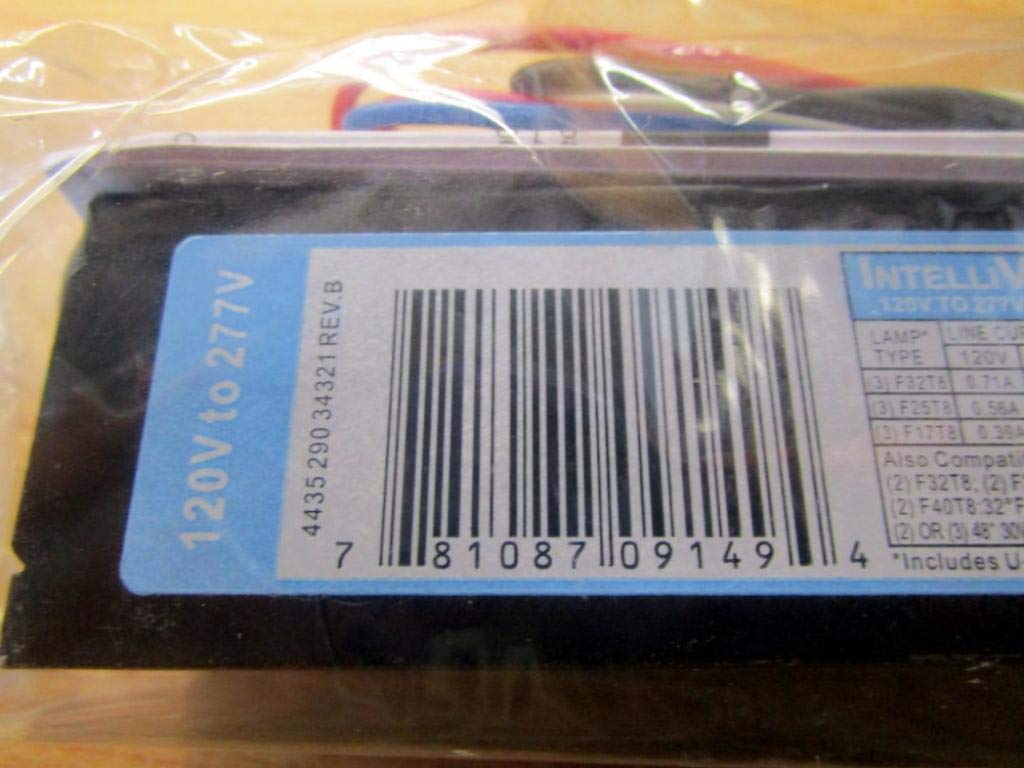 120V to 277V
4435 290 34321 REV.B
7 81087 09149 4
INTELLIV
120V TO 277V
LAMP* LINE CU
TYPE 120V
(3) F32T8 0.71A
(3) F25T8 0.56A
(3) F17T8 0.39A
Also Compati
(2) F32T8; (2) F
(2) F40T8:32°F
(2) OR (3) 48" 30W
*Includes U-